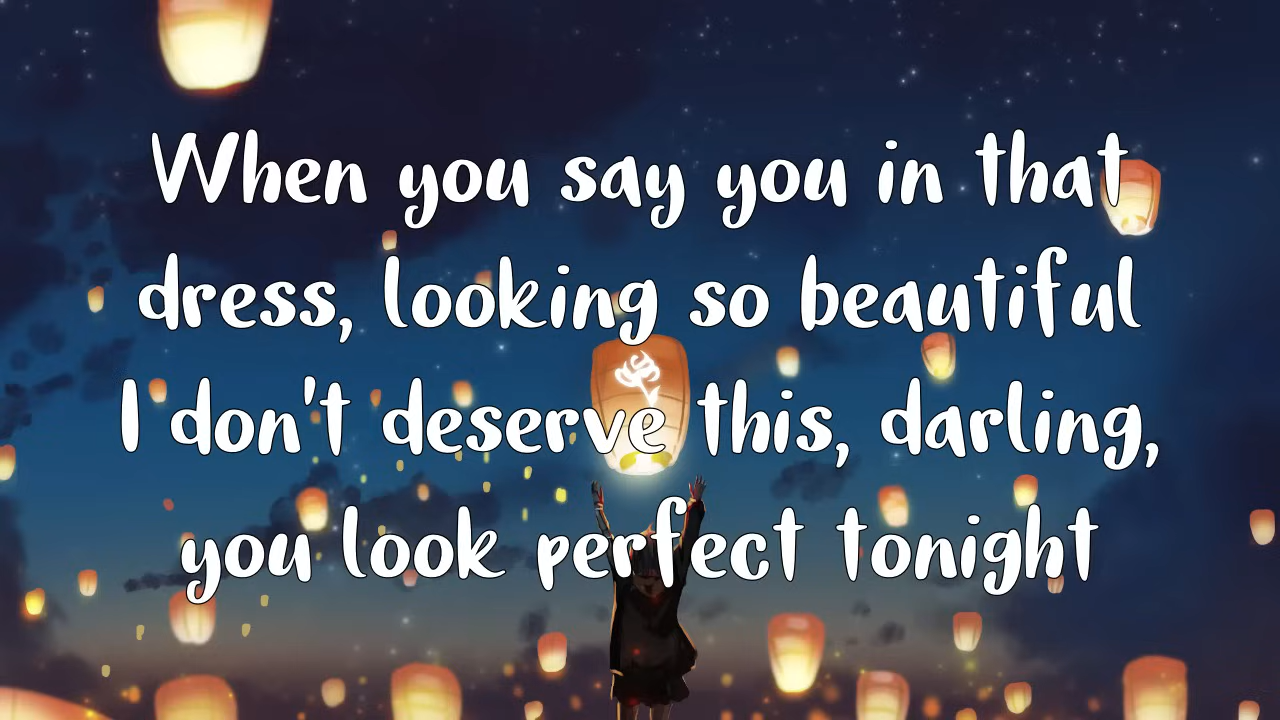 When you say you in that
dress, looking so beautiful
I don't deserve this, darling,
you look perfect tonight